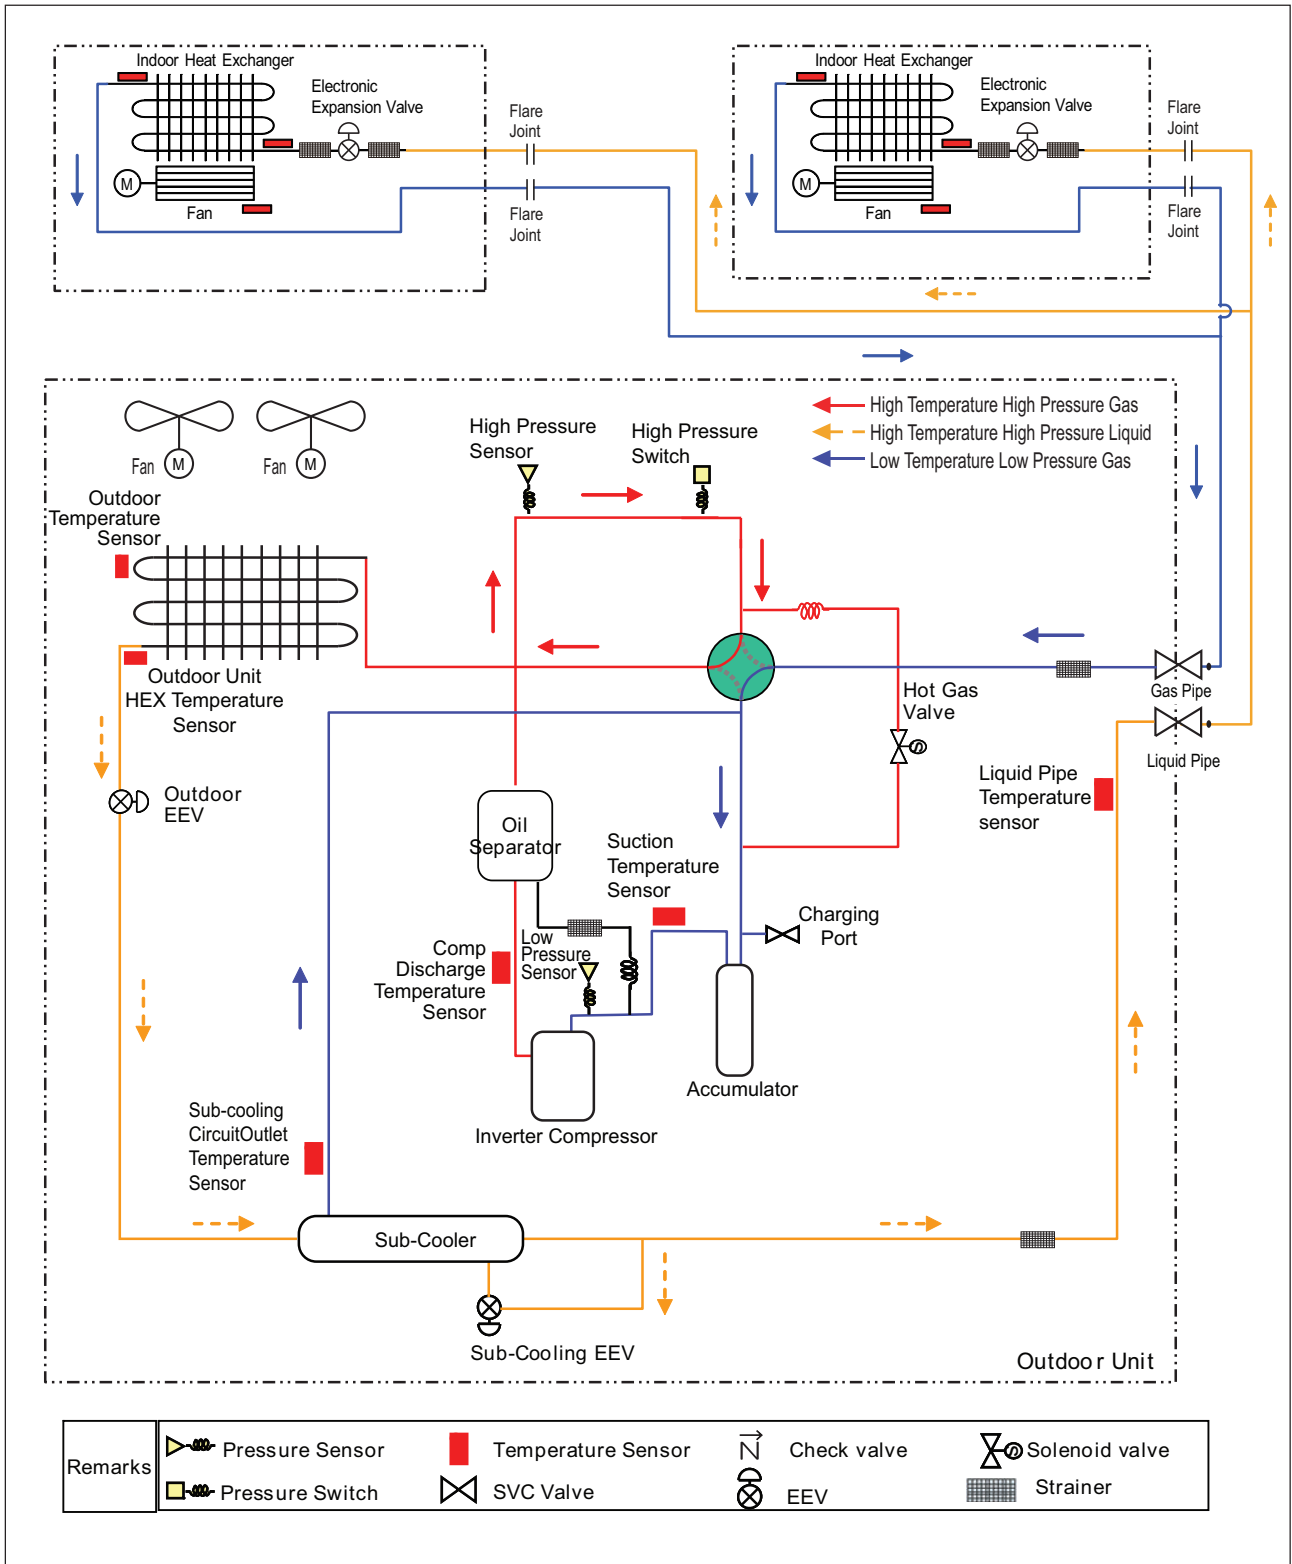 Indoor Heat Exchanger
Electronic
Expansion Valve
Flare
Joint
M
Fan
Flare
Joint
Indoor Heat Exchanger
Electronic
Expansion Valve
Flare
Joint
M
Fan
Flare
Joint
High Temperature High Pressure Gas
High Temperature High Pressure Liquid
Low Temperature Low Pressure Gas
Fan
M
Fan
M
High Pressure
Sensor
High Pressure
Switch
Outdoor
Temperature
Sensor
Outdoor Unit
HEX Temperature
Sensor
Hot Gas
Valve
S
Gas Pipe
Liquid Pipe
Liquid Pipe
Temperature
sensor
Outdoor
EEV
Oil
Separator
Suction
Temperature
Sensor
Charging
Port
Low
Pressure
Sensor
Comp
Discharge
Temperature
Sensor
Accumulator
Inverter Compressor
Sub-cooling
CircuitOutlet
Temperature
Sensor
Sub-Cooler
Sub-Cooling EEV
Outdoor Unit
Remarks
Pressure Sensor
Temperature Sensor
Check valve
S
Solenoid valve
Pressure Switch
SVC Valve
EEV
Strainer